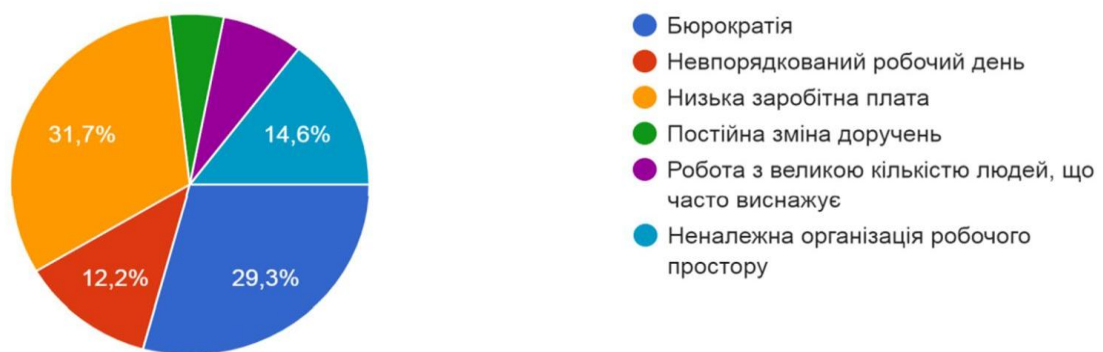 31,7%
14,6%
12,2%
29,3%
Бюрократія
Невпорядкований робочий день
Низька заробітна плата
Постійна зміна доручень
Робота з великою кількістю людей, що
часто виснажує
Неналежна організація робочого
простору